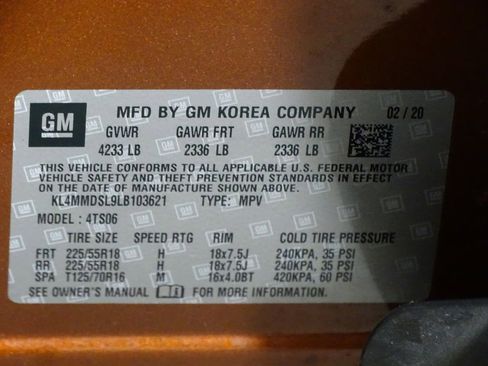 GM MFD BY GM KOREA COMPANY 02 / 20
GVWR GAWR FRT GAWR RR
4233 LB 2336 LB 2336 LB
THIS VEHICLE CONFORMS TO ALL APPLICABLE U.S. FEDERAL MOTOR
VEHICLE SAFETY AND THEFT PREVENTION STANDARDS IN EFFECT
ON THE DATE OF MANUFACTURE SHOWN ABOVE.
KL4MMDSL9LB103621 TYPE: MPV
MODEL : 4TS06
TIRE SIZE SPEED RTG RIM COLD TIRE PRESSURE
FRT 225/55R18 H 18x7.5J 240KPA, 35 PSI
RR 225/55R18 H 18x7.5J 240KPA, 35 PSI
SPA T125/70R16 M 16x4.0BT 420KPA, 60 PSI
SEE OWNER'S MANUAL FOR MORE INFORMATION.